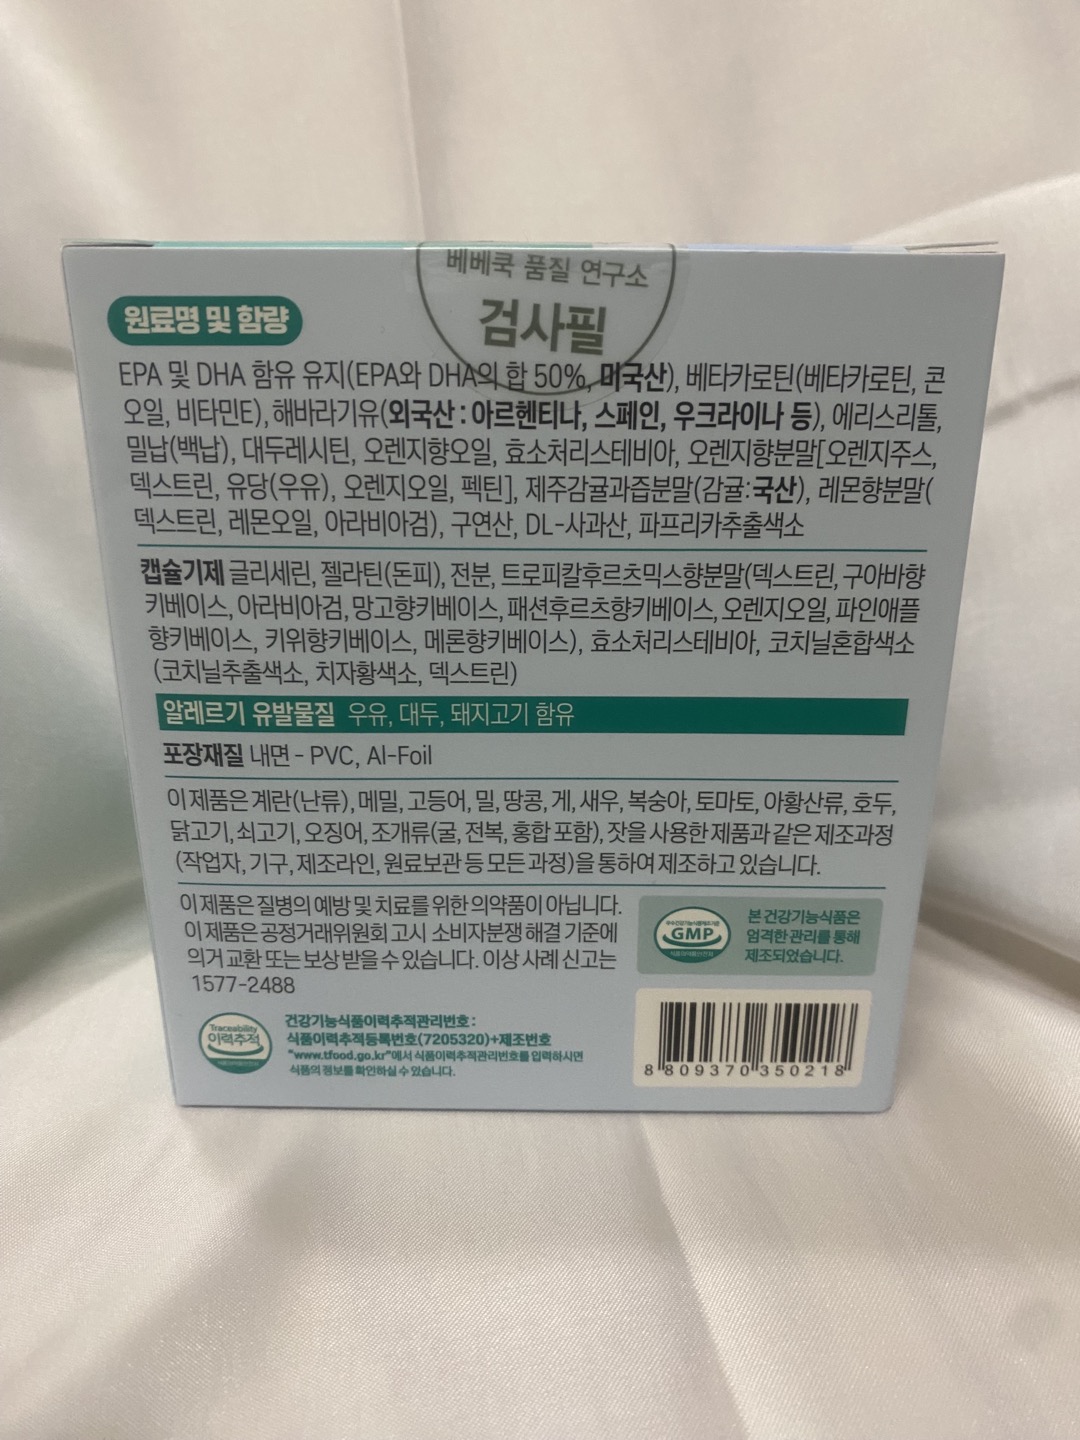 베베쿡 품질 연구소
검사필
원료명 및 함량
EPA 및 DHA 함유 유지(EPA와 DHA의 합 50%, 미국산), 베타카로틴(베타카로틴, 콘
오일, 비타민E), 해바라기유(외국산 : 아르헨티나, 스페인, 우크라이나 등), 에리스리톨,
밀납(백납), 대두레시틴, 오렌지향오일, 효소처리스테비아, 오렌지향분말[오렌지주스,
덱스트린, 유당(우유), 오렌지오일, 펙틴], 제주감귤과즙분말(감귤:국산), 레몬향분말(
덱스트린, 레몬오일, 아라비아검), 구연산, DL-사과산, 파프리카추출색소
캡슐기제 글리세린, 젤라틴(돈피), 전분, 트로피칼후르츠믹스향분말(덱스트린, 구아바향
키베이스, 아라비아검, 망고향키베이스, 패션후르츠향키베이스, 오렌지오일, 파인애플
향키베이스, 키위향키베이스, 메론향키베이스), 효소처리스테비아, 코치닐혼합색소
(코치닐추출색소, 치자황색소, 덱스트린)
알레르기 유발물질 우유, 대두, 돼지고기 함유
포장재질 내면 - PVC, Al-Foil
이 제품은 계란(난류), 메밀, 고등어, 밀, 땅콩, 게, 새우, 복숭아, 토마토, 아황산류, 호두,
닭고기, 쇠고기, 오징어, 조개류(굴, 전복, 홍합 포함), 잣을 사용한 제품과 같은 제조과정
(작업자, 기구, 제조라인, 원료보관 등 모든 과정)을 통하여 제조하고 있습니다.
이 제품은 질병의 예방 및 치료를 위한 의약품이 아닙니다.
이 제품은 공정거래위원회 고시 소비자분쟁 해결 기준에
의거 교환 또는 보상 받을 수 있습니다. 이상 사례 신고는
1577-2488
GMP
본 건강기능식품은
엄격한 관리를 통해
제조되었습니다.
Traceability
이력추적
건강기능식품이력추적관리번호 :
식품이력추적등록번호(7205320)+제조번호
"www.tfood.go.kr"에서 식품이력추적관리번호를 입력하시면
식품의 정보를 확인하실 수 있습니다.
8 809370 350218